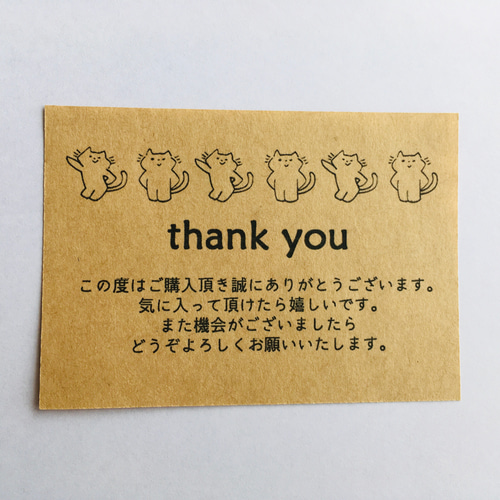 thank you
この度はご購入頂き誠にありがとうございます。
気に入って頂けたら嬉しいです。
また機会がございましたら
どうぞよろしくお願いいたします。